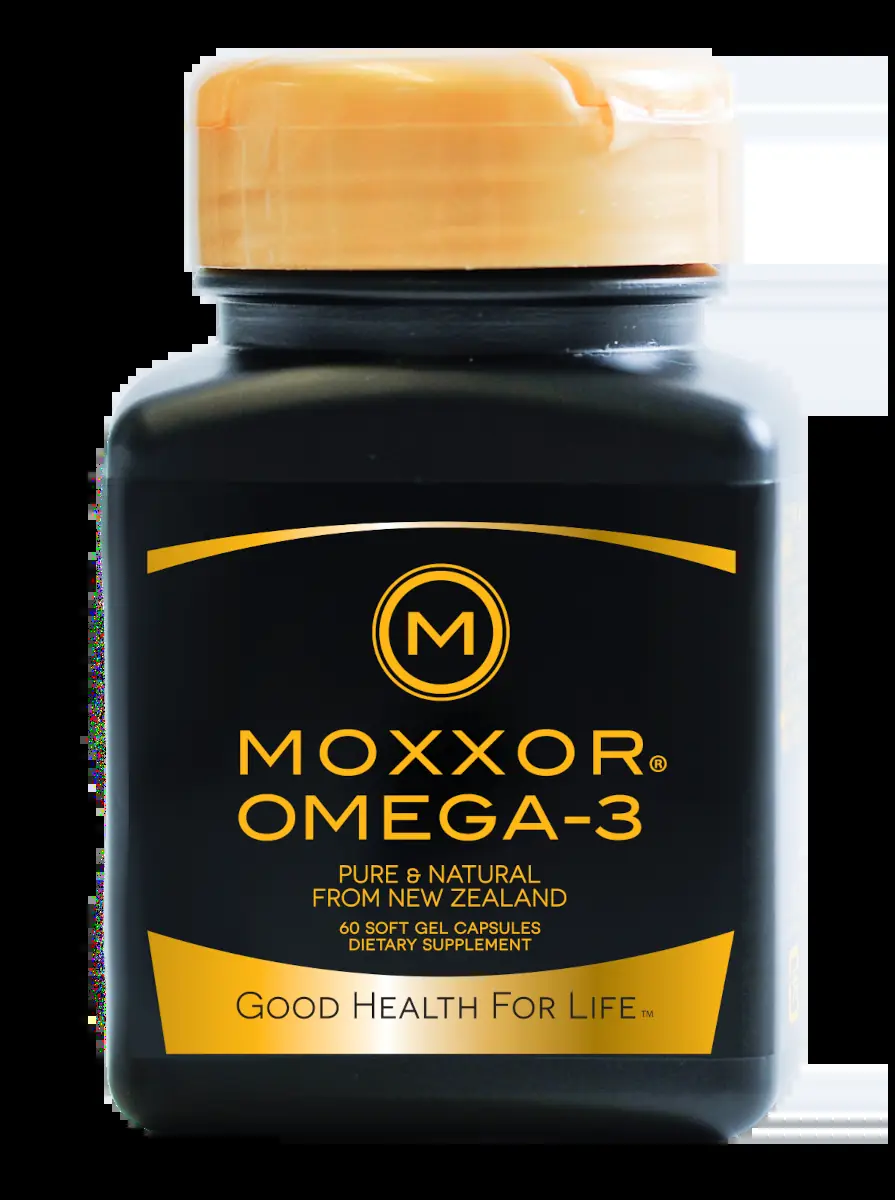 M
MOXXOR®
OMEGA-3
PURE & NATURAL
FROM NEW ZEALAND
60 SOFT GEL CAPSULES
DIETARY SUPPLEMENT
GOOD HEALTH FOR LIFE™